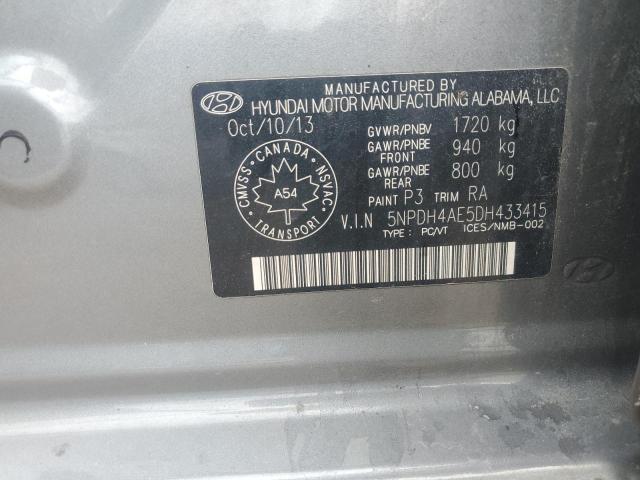 MANUFACTURED BY
HYUNDAI MOTOR MANUFACTURING ALABAMA, LLC
Oct/10/13
GVWR/PNBV 1720 kg
GAWR/PNBE FRONT 940 kg
GAWR/PNBE REAR 800 kg
PAINT P3 TRIM RA
V.I.N 5NPDH4AE5DH433415
TYPE : PC/VT ICES/NMB-002
CMVSS · CANADA · NSVAC · TRANSPORT ·
A54